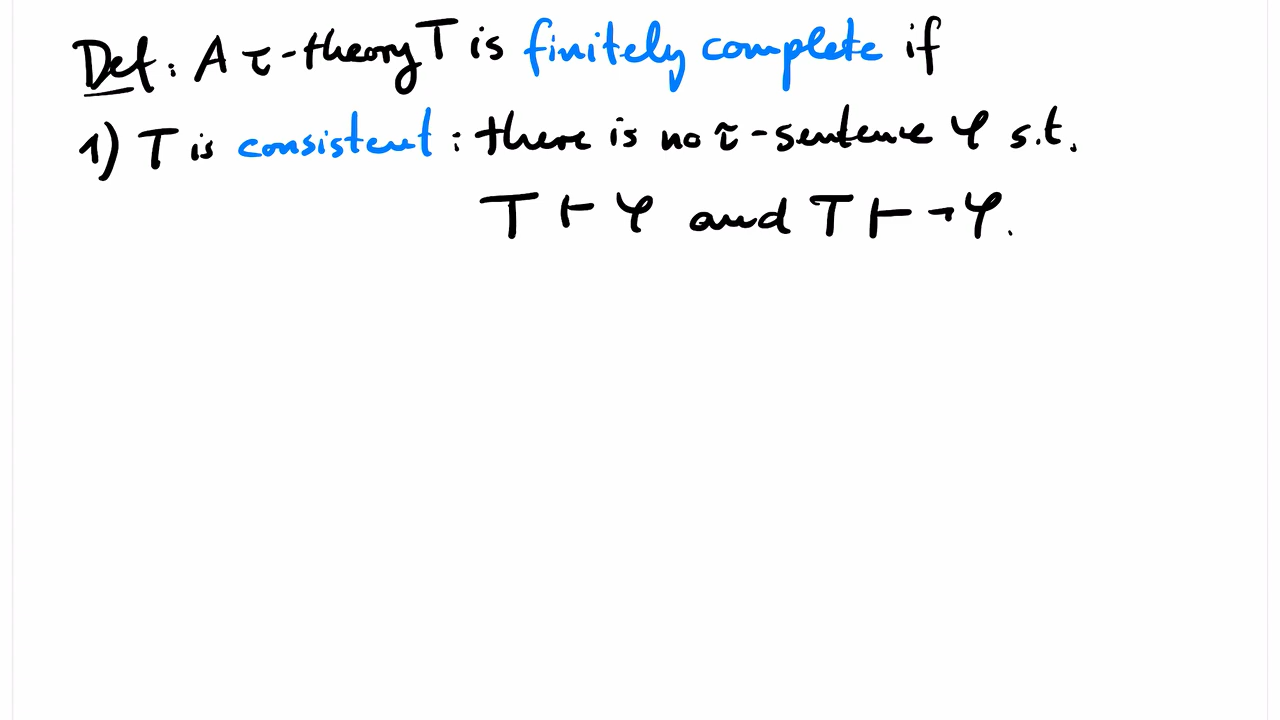 Def: A τ-theory T is finitely complete if
1) T is consistent: there is no τ-sentence φ s.t.
T ⊢ φ and T ⊢ ¬φ.